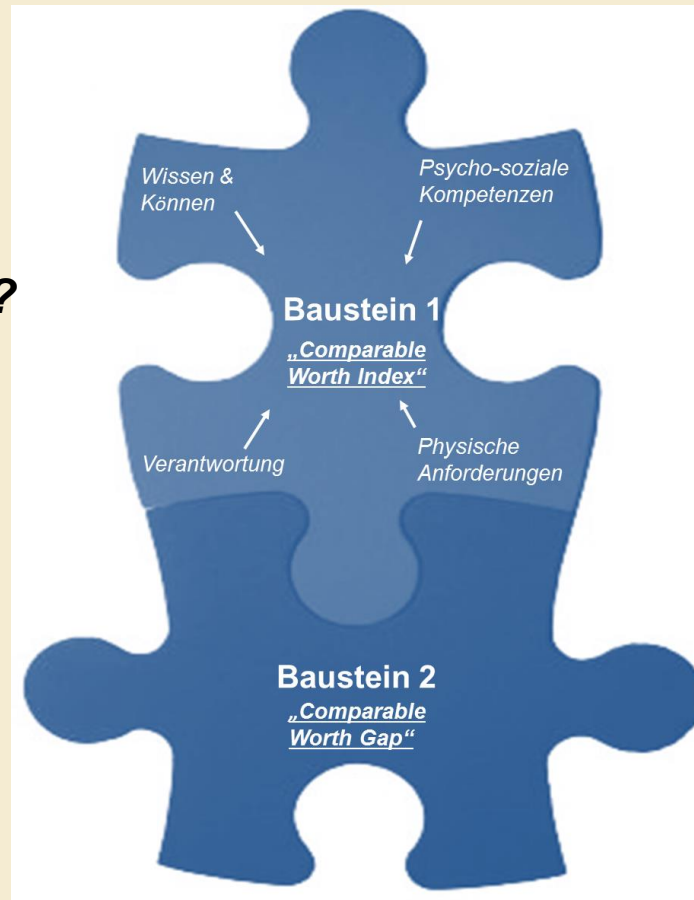 Wissen &
Können
Psycho-soziale
Kompetenzen
?
Baustein 1
„Comparable
Worth Index“
Verantwortung
Physische
Anforderungen
Baustein 2
„Comparable
Worth Gap“